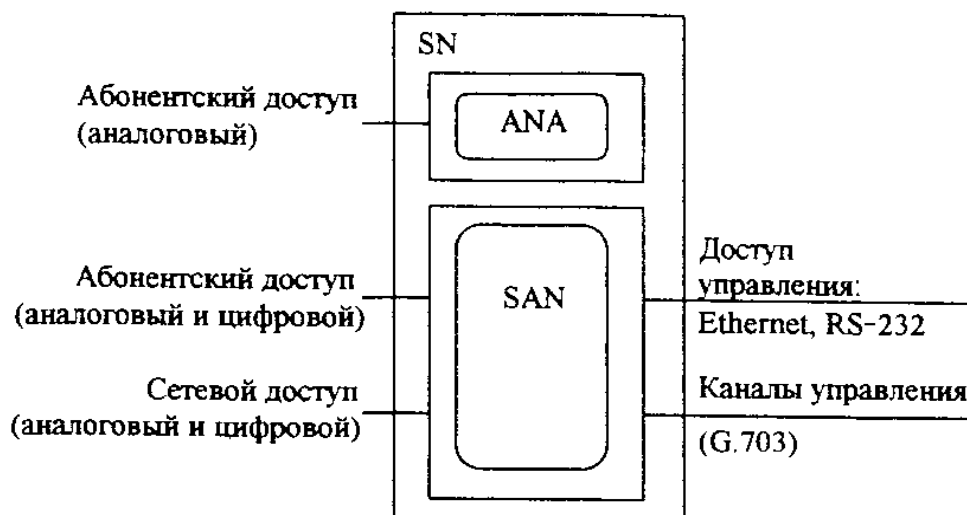 SN
Абонентский доступ
(аналоговый)
ANA
Абонентский доступ
(аналоговый и цифровой)
SAN
Доступ
управления:
Ethernet, RS-232
Сетевой доступ
(аналоговый и цифровой)
Каналы управления
(G.703)